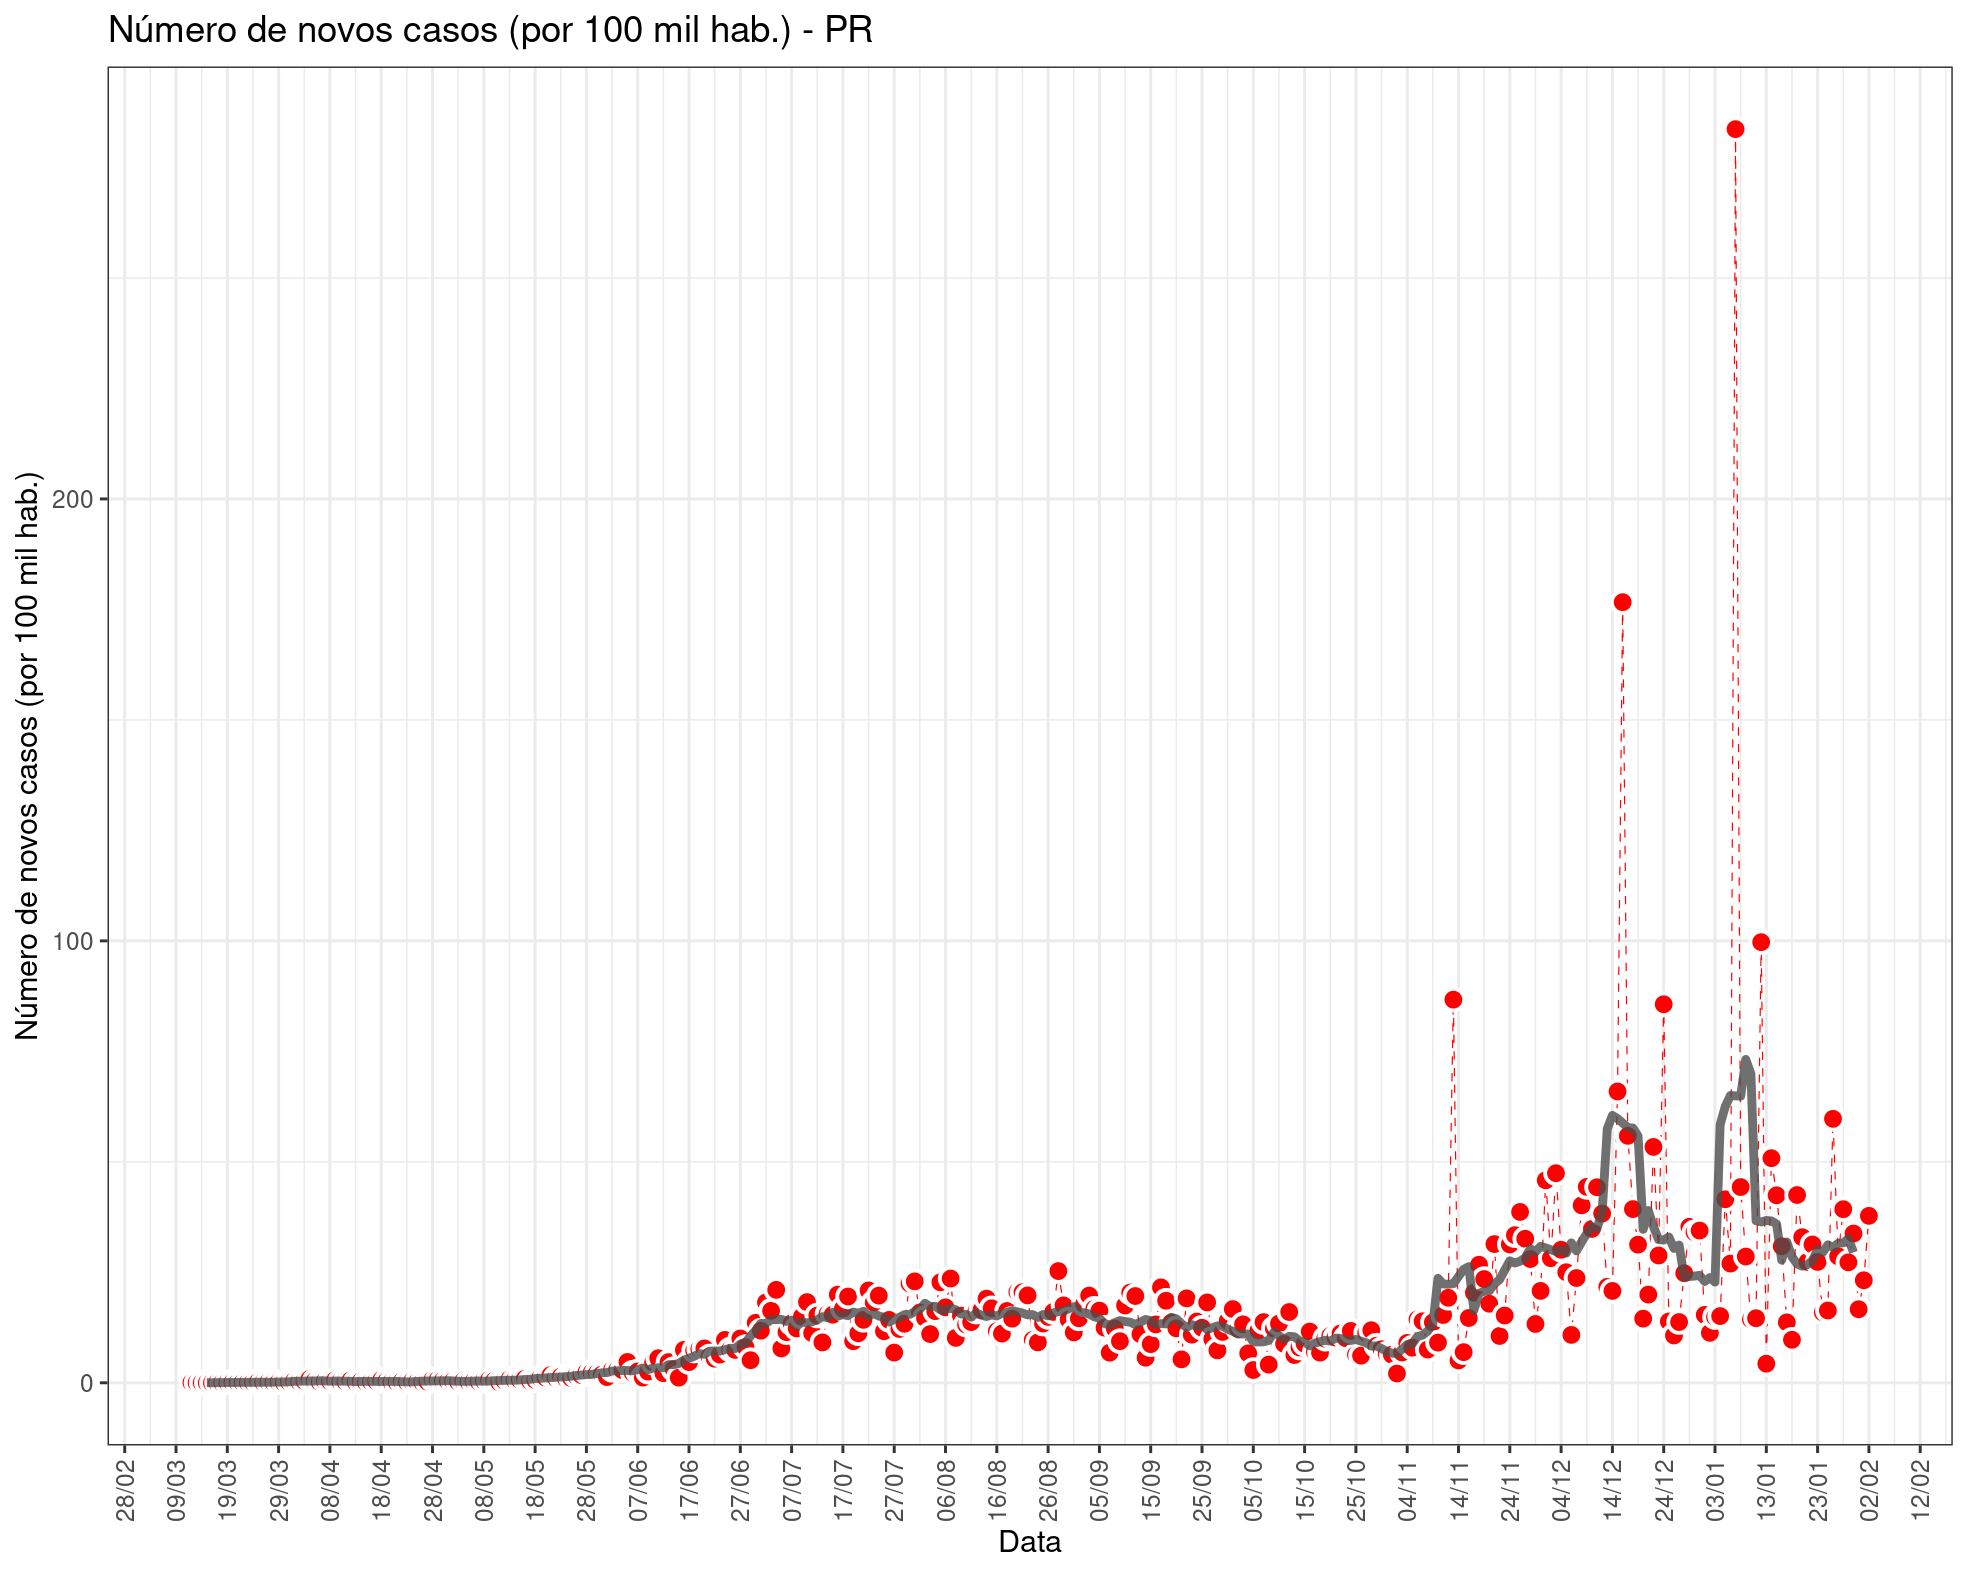 Número de novos casos (por 100 mil hab.) - PR
Número de novos casos (por 100 mil hab.)
200
100
0
28/02 09/03 19/03 29/03 08/04 18/04 28/04 08/05 18/05 28/05 07/06 17/06 27/06 07/07 17/07 27/07 06/08 16/08 26/08 05/09 15/09 25/09 05/10 15/10 25/10 04/11 14/11 24/11 04/12 14/12 24/12 03/01 13/01 23/01 02/02 12/02
Data